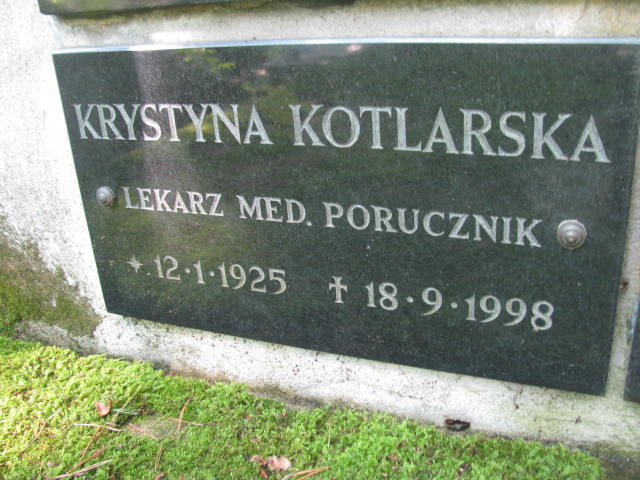 KRYSTYNA KOTLARSKA
LEKARZ MED. PORUCZNIK
* 12·1·1925 † 18·9·1998